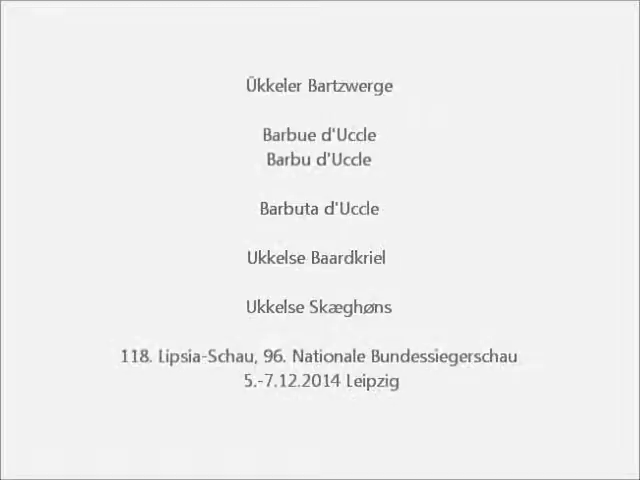 Ükkeler Bartzwerge
Barbue d'Uccle
Barbu d'Uccle
Barbuta d'Uccle
Ukkelse Baardkriel
Ukkelse Skæghøns
118. Lipsia-Schau, 96. Nationale Bundessiegerschau
5.-7.12.2014 Leipzig